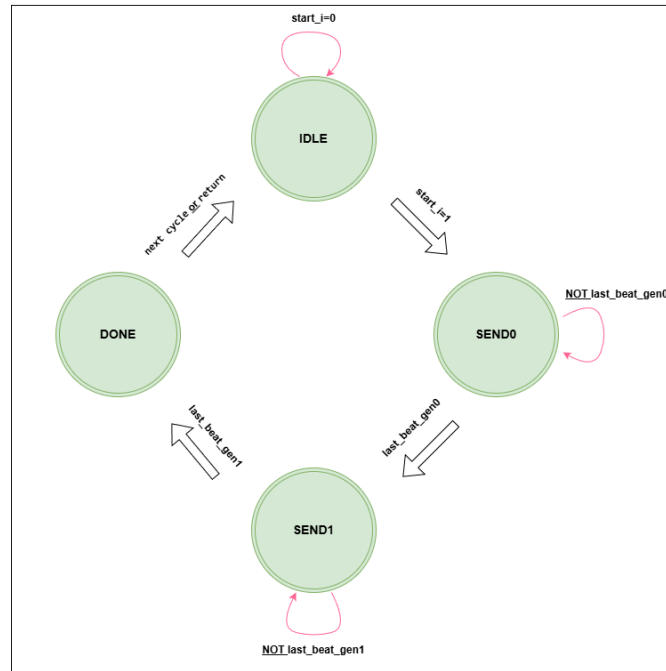 start_i=0
IDLE
next cycle or return
start_i=1
NOT last_beat_gen0
DONE
SEND0
last_beat_gen1
last_beat_gen0
SEND1
NOT last_beat_gen1